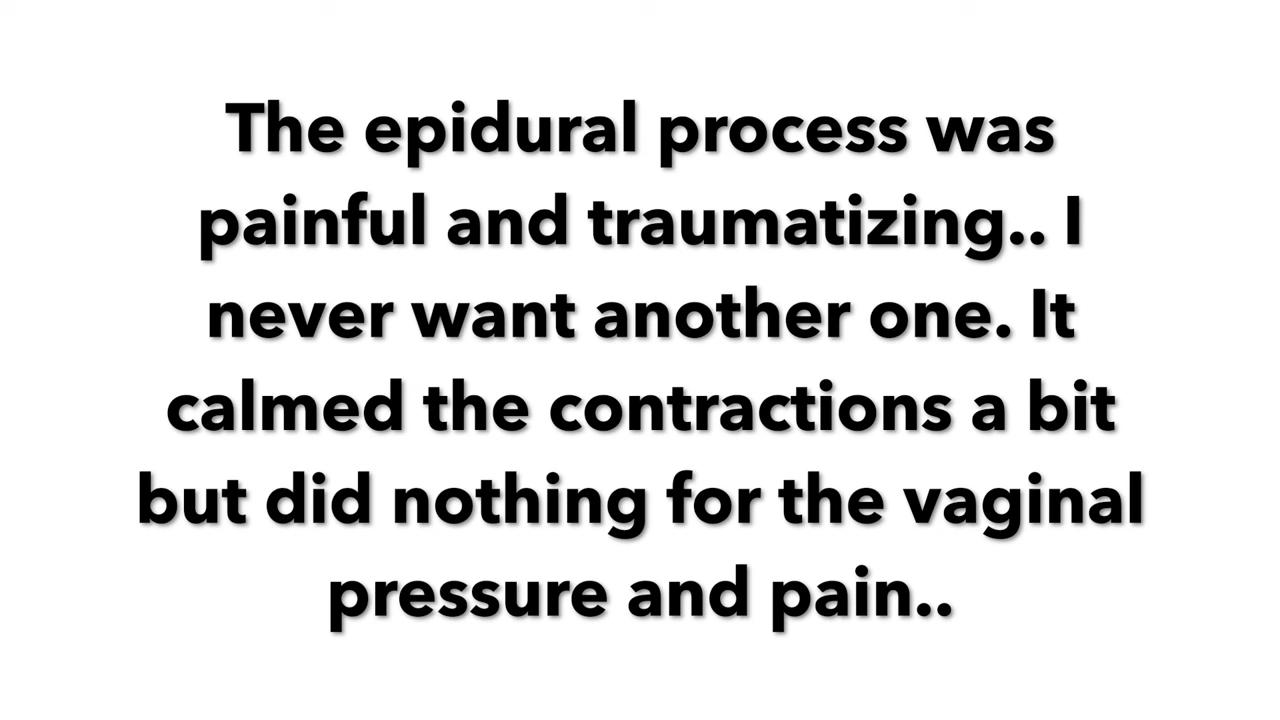 The epidural process was
painful and traumatizing.. I
never want another one. It
calmed the contractions a bit
but did nothing for the vaginal
pressure and pain..